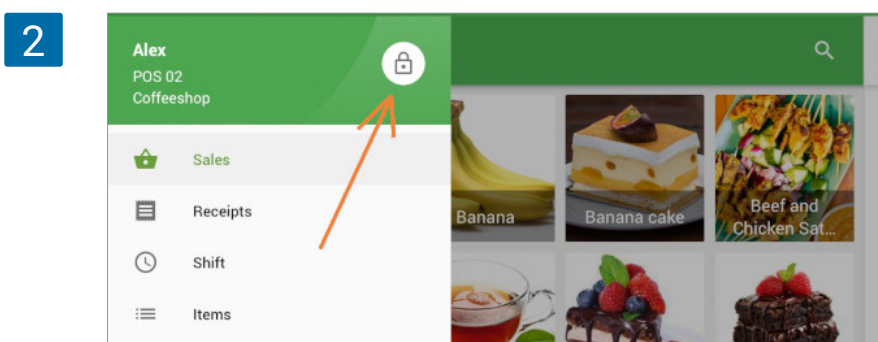 2
Alex
POS 02
Coffeeshop
Sales
Receipts
Shift
Items
Banana
Banana cake
Beef and
Chicken Sat...